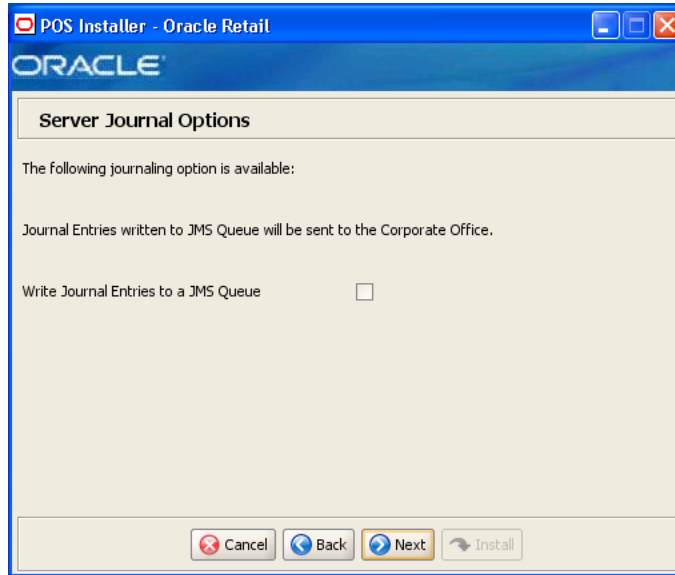 POS Installer - Oracle Retail
ORACLE
Server Journal Options
The following journaling option is available:
Journal Entries written to JMS Queue will be sent to the Corporate Office.
Write Journal Entries to a JMS Queue
Cancel Back Next Install